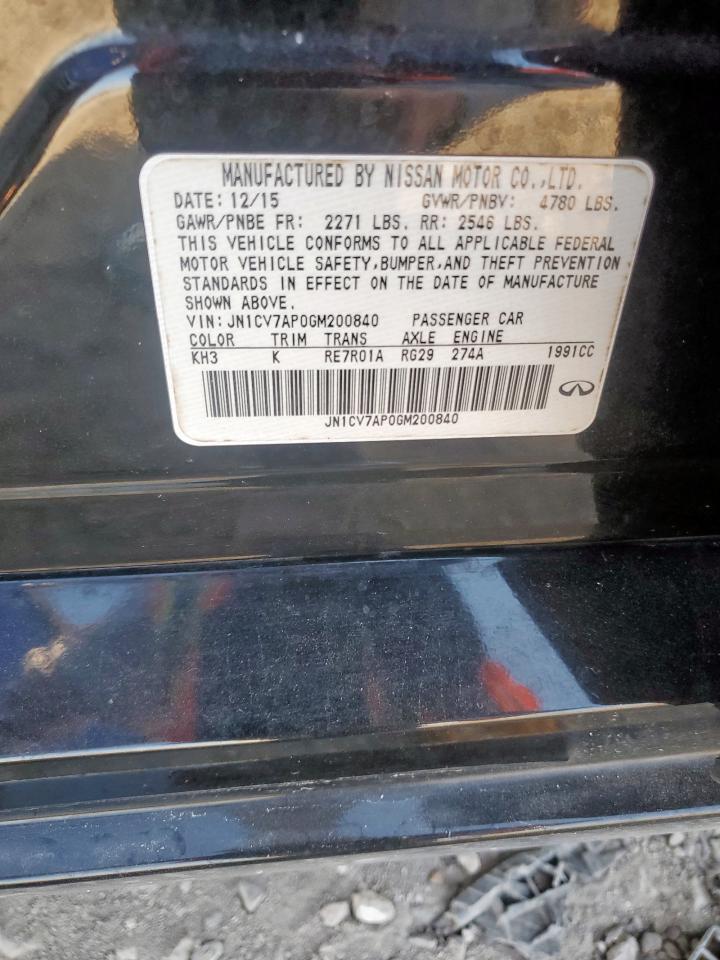 MANUFACTURED BY NISSAN MOTOR CO.,LTD.
DATE: 12/15 GVWR/PNBV: 4780 LBS.
GAWR/PNBE FR: 2271 LBS. RR: 2546 LBS.
THIS VEHICLE CONFORMS TO ALL APPLICABLE FEDERAL
MOTOR VEHICLE SAFETY,BUMPER,AND THEFT PREVENTION
STANDARDS IN EFFECT ON THE DATE OF MANUFACTURE
SHOWN ABOVE.
VIN: JN1CV7AP0GM200840 PASSENGER CAR
COLOR TRIM TRANS AXLE ENGINE
KH3 K RE7R01A RG29 274A 1991CC
JN1CV7AP0GM200840